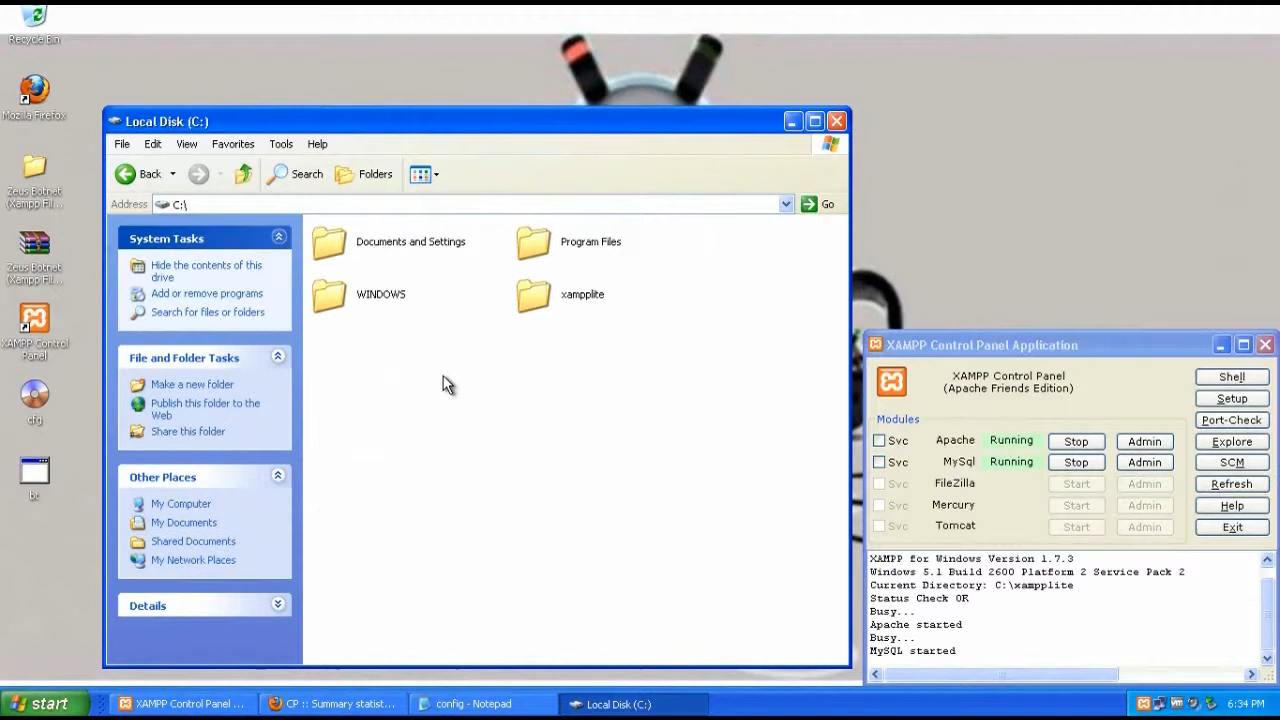 Recycle Bin
Mozilla Firefox
Zeus Botnet
(Xampp Fil...
Zeus Botnet
(Xampp Fil...
XAMPP Control
Panel
cfg
bt
Local Disk (C:)
File Edit View Favorites Tools Help
Back Search Folders
Address C:\ Go
System Tasks
Hide the contents of this
drive
Add or remove programs
Search for files or folders
File and Folder Tasks
Make a new folder
Publish this folder to the
Web
Share this folder
Other Places
My Computer
My Documents
Shared Documents
My Network Places
Details
Documents and Settings
Program Files
WINDOWS
xampplite
XAMPP Control Panel Application
XAMPP Control Panel
(Apache Friends Edition)
Modules
Svc Apache Running Stop Admin
Svc MySql Running Stop Admin
Svc FileZilla Start Admin
Svc Mercury Start Admin
Svc Tomcat Start Admin
Shell
Setup
Port-Check
Explore
SCM
Refresh
Help
Exit
XAMPP for Windows Version 1.7.3
Windows 5.1 Build 2600 Platform 2 Service Pack 2
Current Directory: C:\xampplite
Status Check OK
Busy...
Apache started
Busy...
MySQL started
start
XAMPP Control Panel ...
CP :: Summary statist...
config - Notepad
Local Disk (C:)
6:34 PM